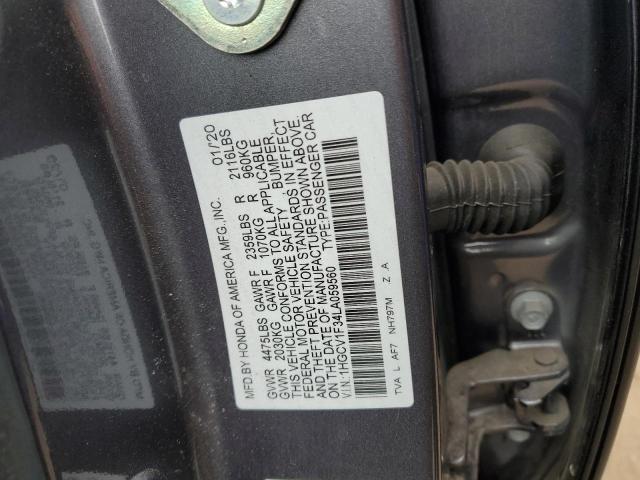 MFD. BY HONDA OF AMERICA MFG.,INC. 01/20
GVWR 4475LBS GAWR F 2359LBS R 2116LBS
GVWR 2030KG GAWR F 1070KG R 960KG
THIS VEHICLE CONFORMS TO ALL APPLICABLE
FEDERAL MOTOR VEHICLE SAFETY BUMPER,
AND THEFT PREVENTION STANDARDS IN EFFECT
ON THE DATE OF MANUFACTURE SHOWN ABOVE.
V.I.N.:1HGCV1F34LA059560 TYPE:PASSENGER CAR
TVA L AF7 NH797M Z .A